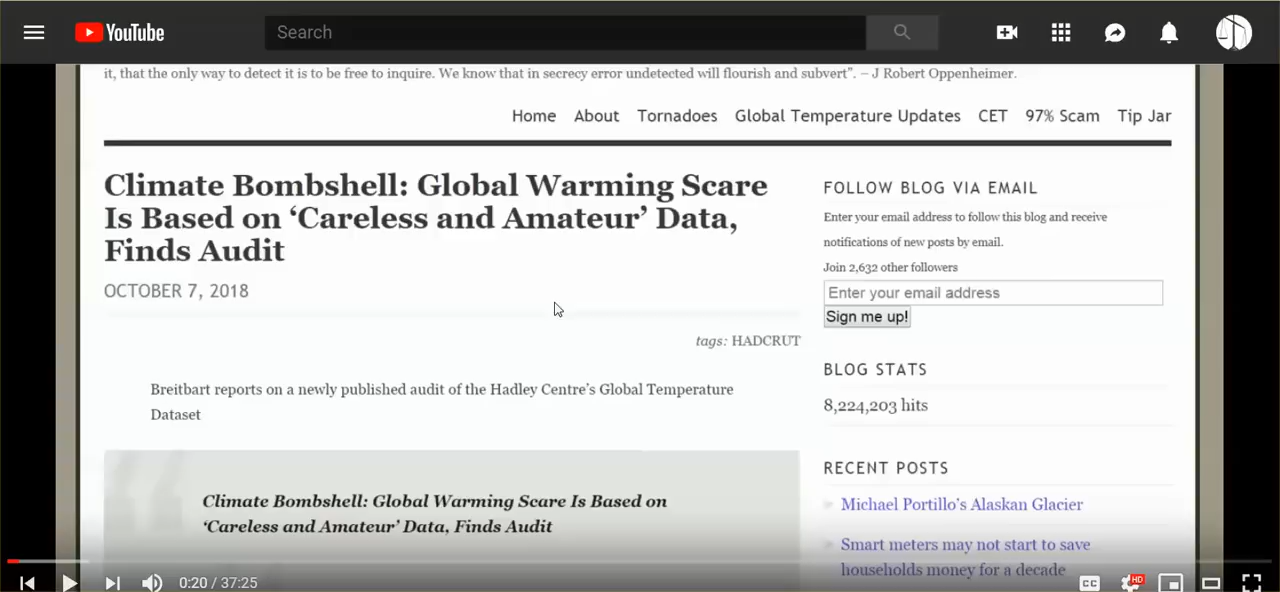 YouTube
Search
it, that the only way to detect it is to be free to inquire. We know that in secrecy error undetected will flourish and subvert”. – J Robert Oppenheimer.
Home About Tornadoes Global Temperature Updates CET 97% Scam Tip Jar
Climate Bombshell: Global Warming Scare
Is Based on ‘Careless and Amateur’ Data,
Finds Audit
OCTOBER 7, 2018
tags: HADCRUT
Breitbart reports on a newly published audit of the Hadley Centre’s Global Temperature
Dataset
Climate Bombshell: Global Warming Scare Is Based on
‘Careless and Amateur’ Data, Finds Audit
FOLLOW BLOG VIA EMAIL
Enter your email address to follow this blog and receive
notifications of new posts by email.
Join 2,632 other followers
Enter your email address
Sign me up!
BLOG STATS
8,224,203 hits
RECENT POSTS
Michael Portillo’s Alaskan Glacier
Smart meters may not start to save
households money for a decade
0:20 / 37:25
CC
HD